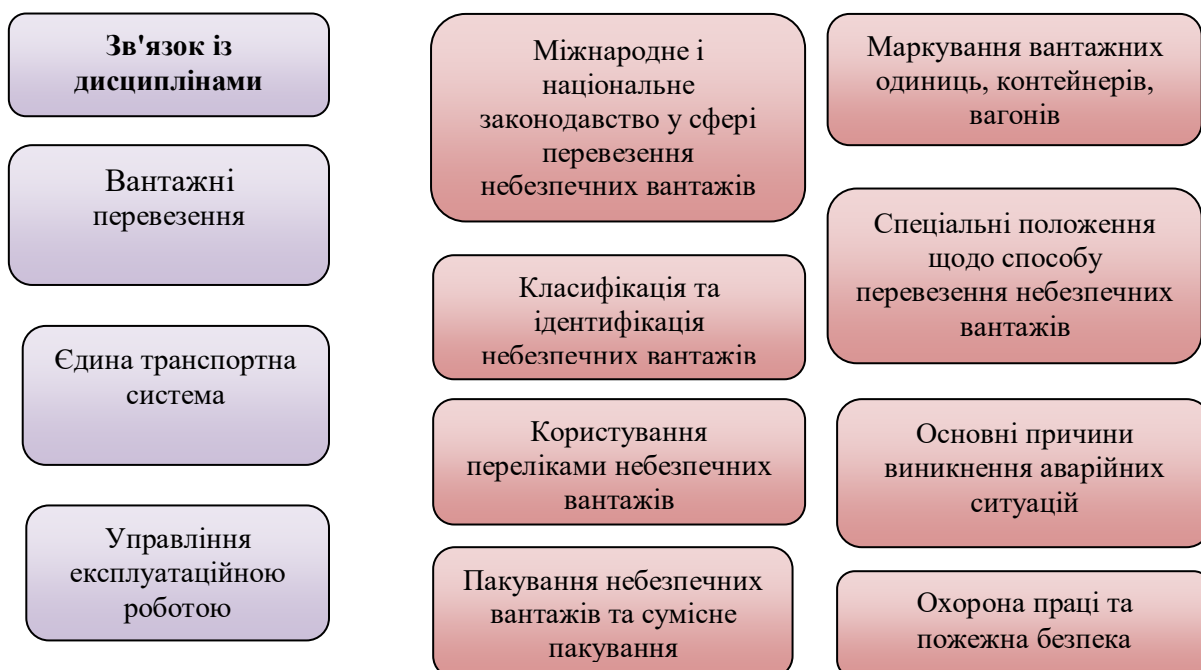 Зв'язок із
дисциплінами
Вантажні
перевезення
Єдина транспортна
система
Управління
експлуатаційною
роботою
Міжнародне і
національне
законодавство у сфері
перевезення
небезпечних вантажів
Класифікація та
ідентифікація
небезпечних вантажів
Користування
переліками небезпечних
вантажів
Пакування небезпечних
вантажів та сумісне
пакування
Маркування вантажних
одиниць, контейнерів,
вагонів
Спеціальні положення
щодо способу
перевезення небезпечних
вантажів
Основні причини
виникнення аварійних
ситуацій
Охорона праці та
пожежна безпека